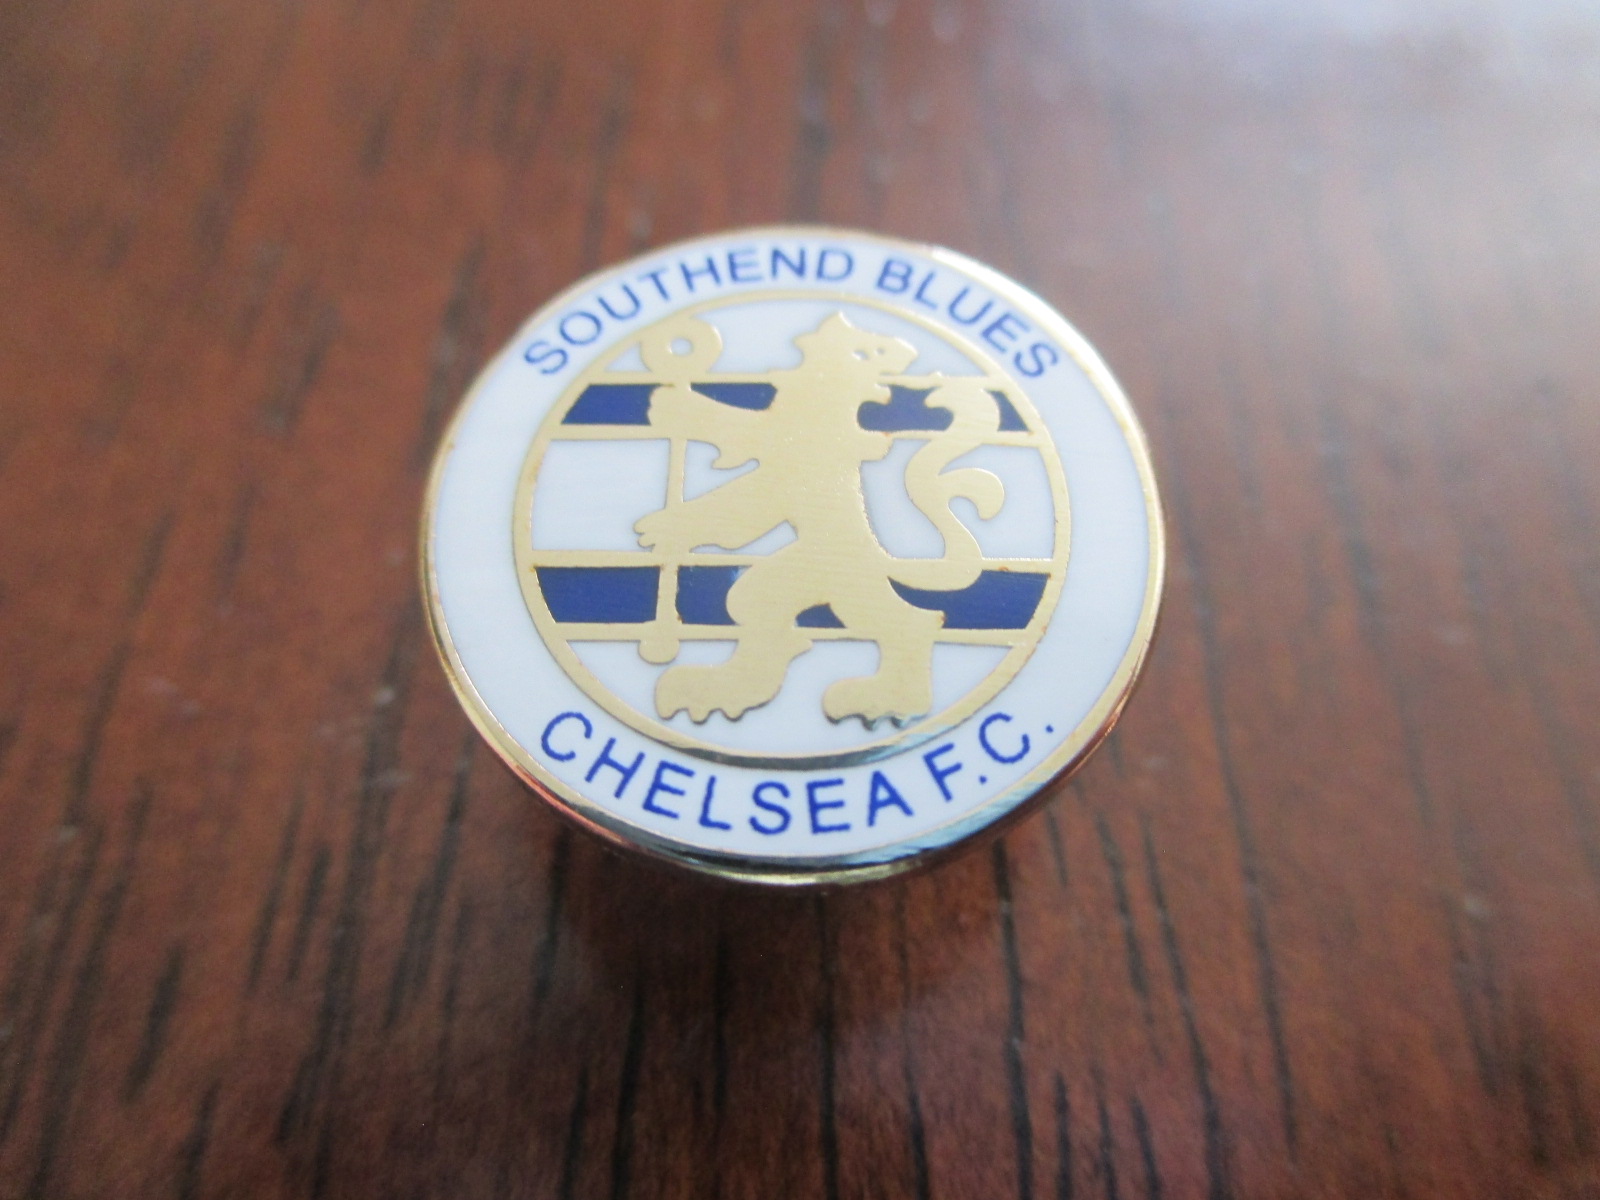 SOUTHEND BLUES
CHELSEA F.C.